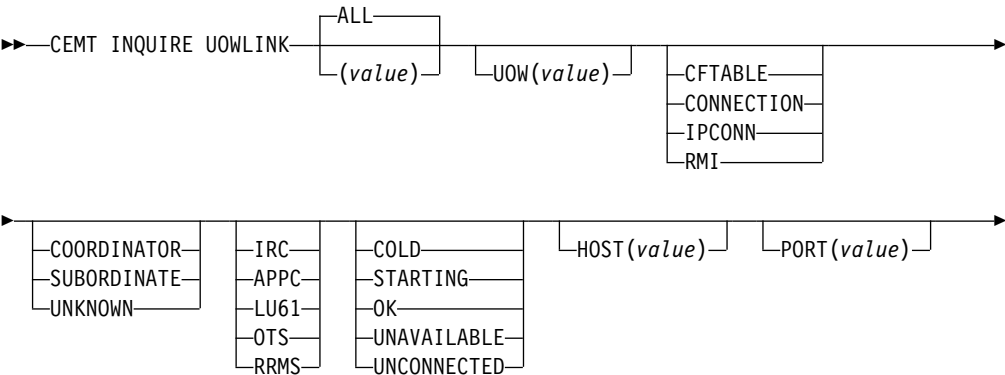 ALL
CEMT INQUIRE UOWLINK
(value) UOW(value) CFTABLE
CONNECTION
IPCONN
RMI
COORDINATOR IRC COLD HOST(value) PORT(value)
SUBORDINATE APPC STARTING
UNKNOWN LU61 OK
OTS UNAVAILABLE
RRMS UNCONNECTED